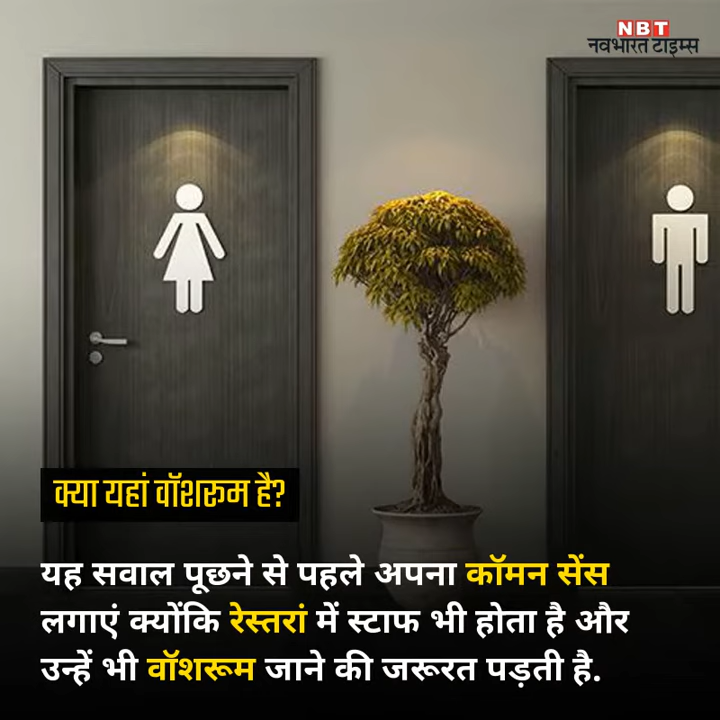 NBT
नवभारत टाइम्स
क्या यहां वॉशरूम है?
यह सवाल पूछने से पहले अपना कॉमन सेंस
लगाएं क्योंकि रेस्तरां में स्टाफ भी होता है और
उन्हें भी वॉशरूम जाने की जरूरत पड़ती है.